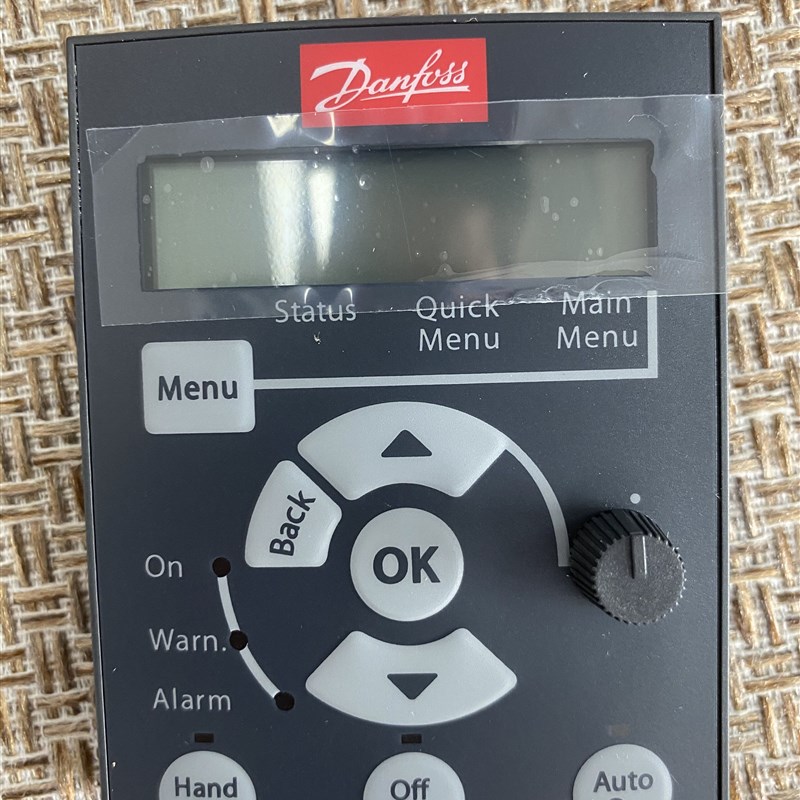 Danfoss
Status
Quick
Menu
Main
Menu
Menu
Back
OK
On
Warn.
Alarm
Hand
Off
Auto